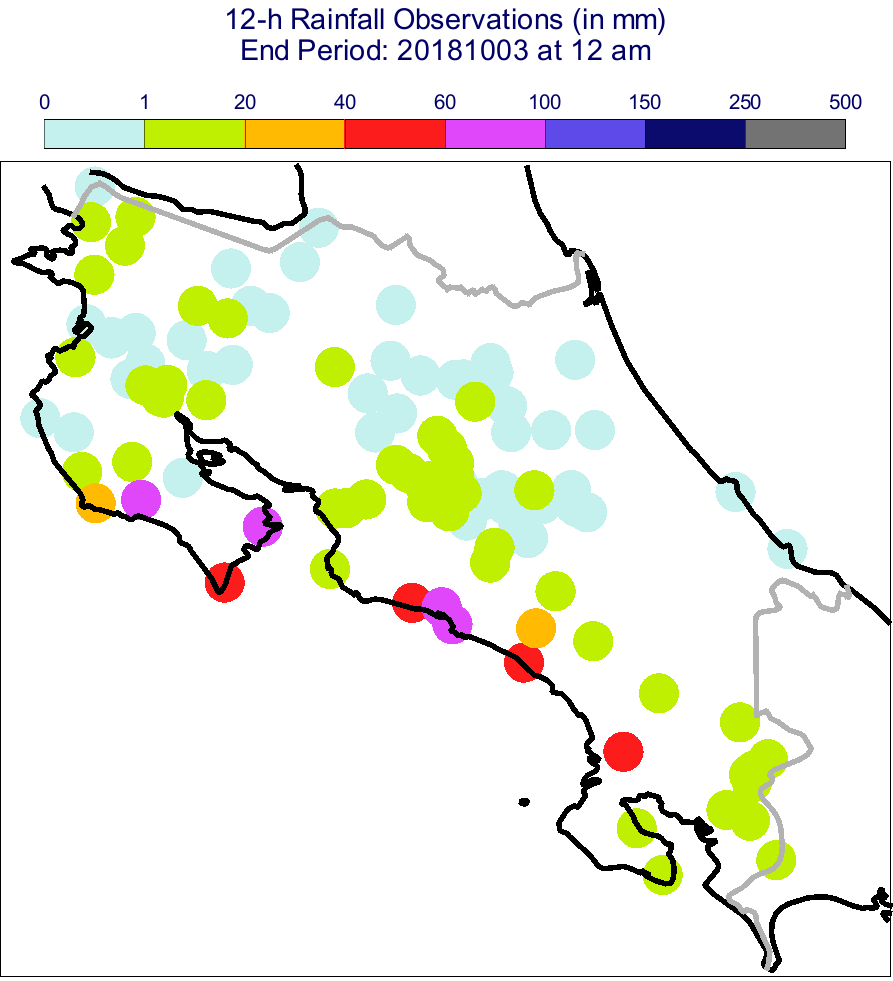 12-h Rainfall Observations (in mm)
End Period: 20181003 at 12 am
0 1 20 40 60 100 150 250 500